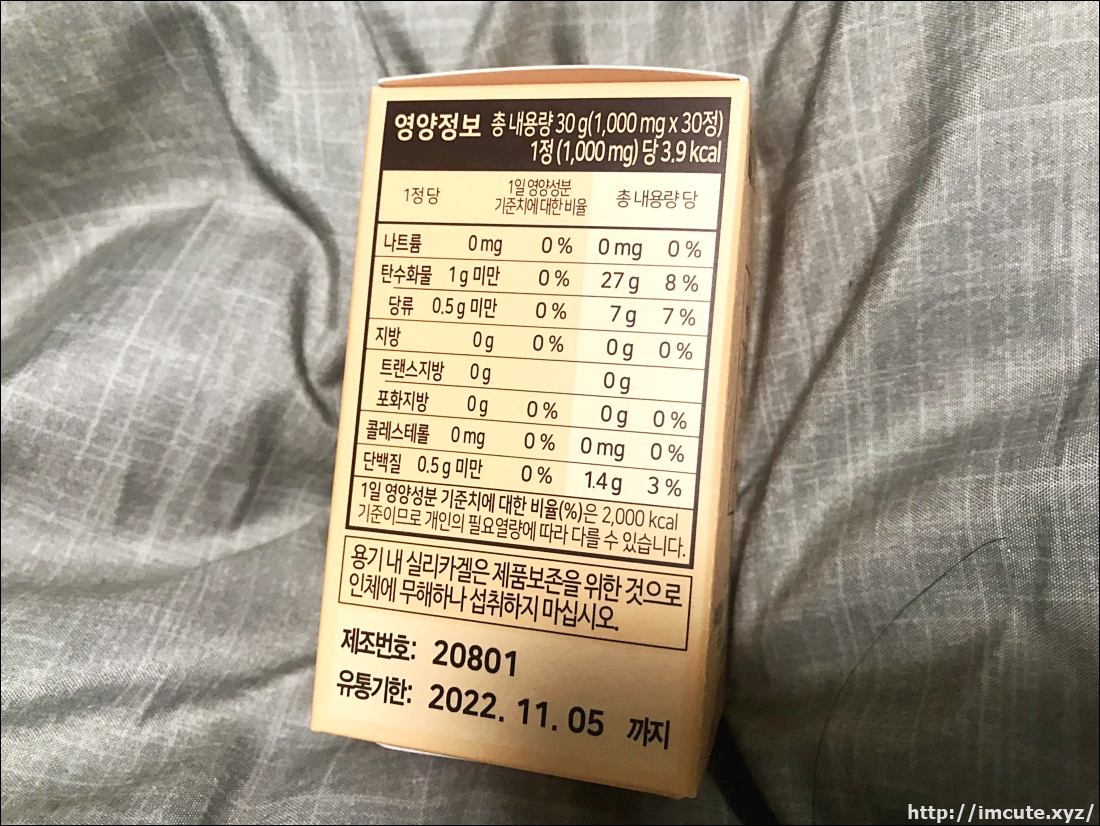 영양정보 총 내용량 30 g(1,000 mg x 30정)
1정 (1,000 mg) 당 3.9 kcal
1정당 1일 영양성분 기준치에 대한 비율 총 내용량 당
나트륨 0 mg 0 % 0 mg 0 %
탄수화물 1 g 미만 0 % 27 g 8 %
당류 0.5 g 미만 0 % 7 g 7 %
지방 0 g 0 % 0 g 0 %
트랜스지방 0 g 0 g
포화지방 0 g 0 % 0 g 0 %
콜레스테롤 0 mg 0 % 0 mg 0 %
단백질 0.5 g 미만 0 % 1.4 g 3 %
1일 영양성분 기준치에 대한 비율(%)은 2,000 kcal
기준이므로 개인의 필요열량에 따라 다를 수 있습니다.
용기 내 실리카겔은 제품보존을 위한 것으로
인체에 무해하나 섭취하지 마십시오.
제조번호: 20801
유통기한: 2022. 11. 05 까지
http://imcute.xyz/